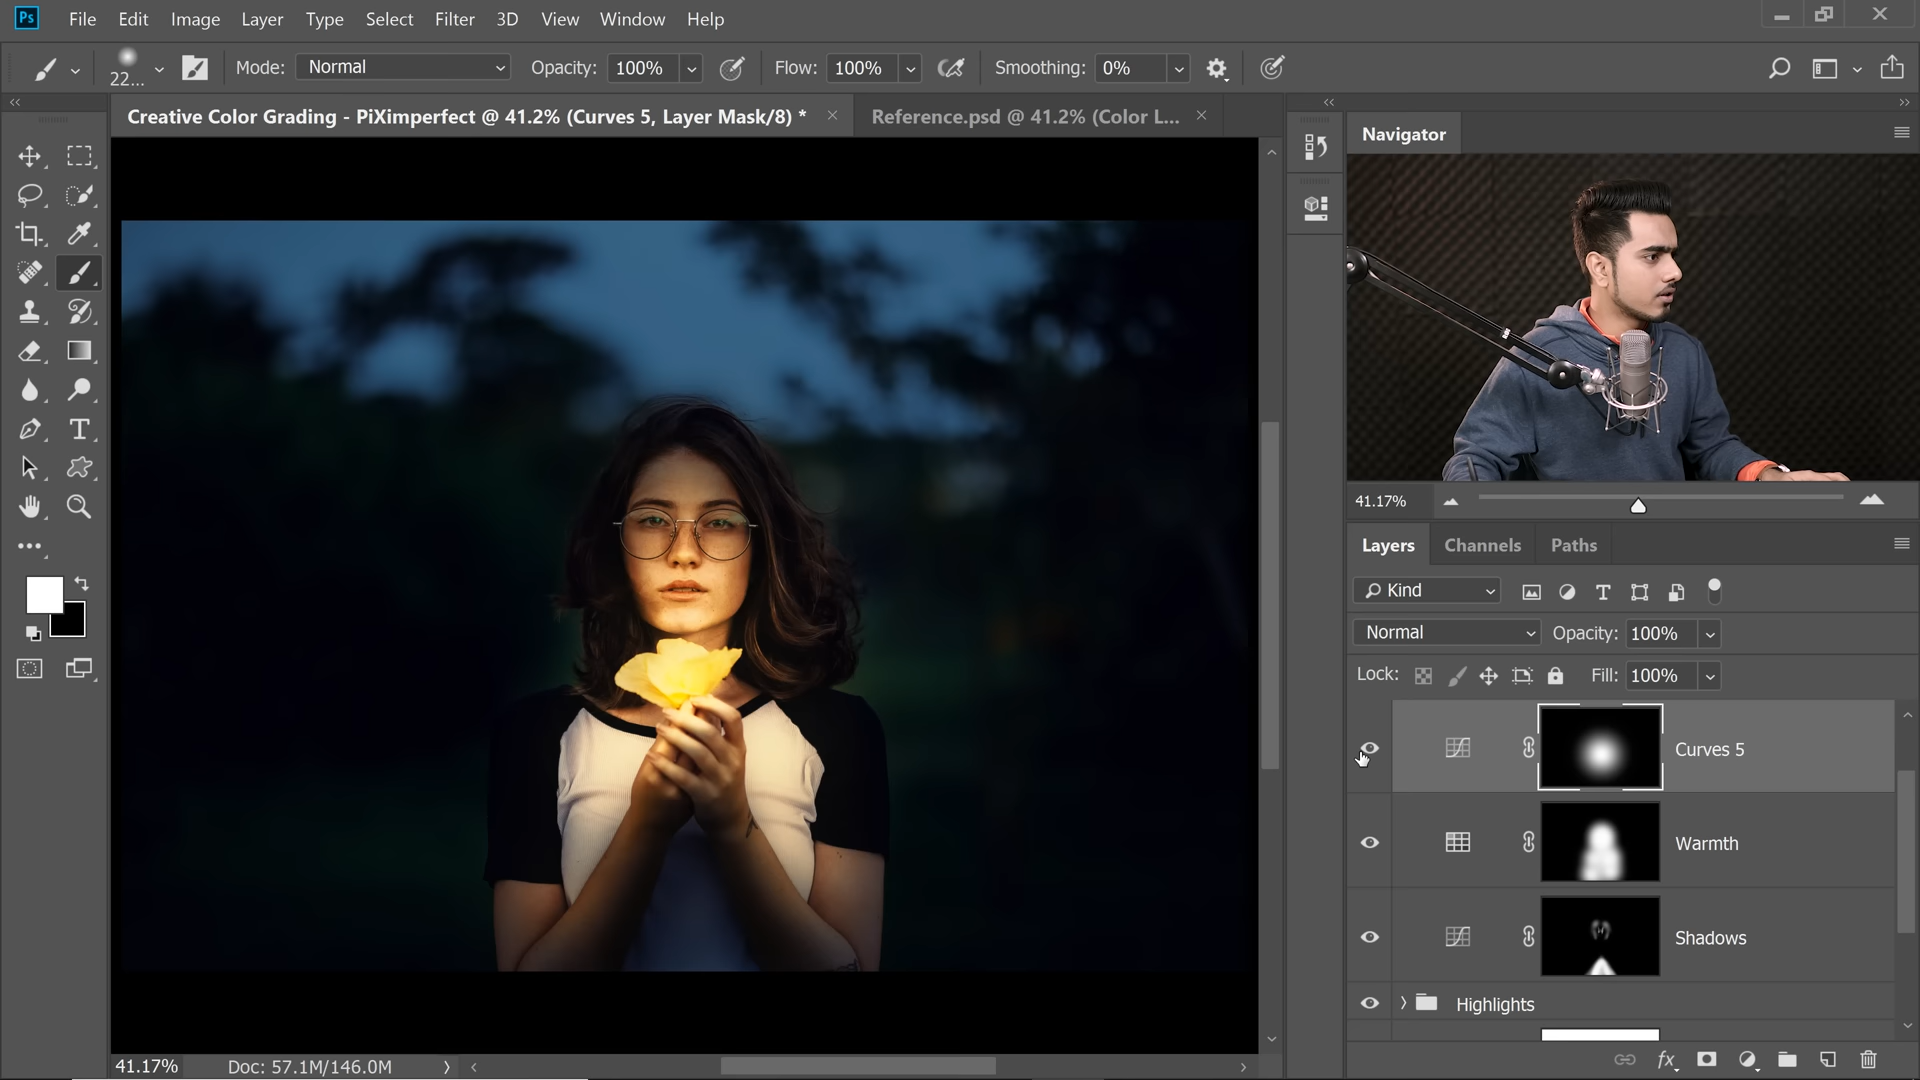 Ps File Edit Image Layer Type Select Filter 3D View Window Help
22... Mode: Normal Opacity: 100% Flow: 100% Smoothing: 0%
Creative Color Grading - PiXimperfect @ 41.2% (Curves 5, Layer Mask/8) * Reference.psd @ 41.2% (Color L...
Navigator
41.17%
Layers Channels Paths
Kind
Normal Opacity: 100%
Lock: Fill: 100%
Curves 5
Warmth
Shadows
Highlights
41.17% Doc: 57.1M/146.0M
fx